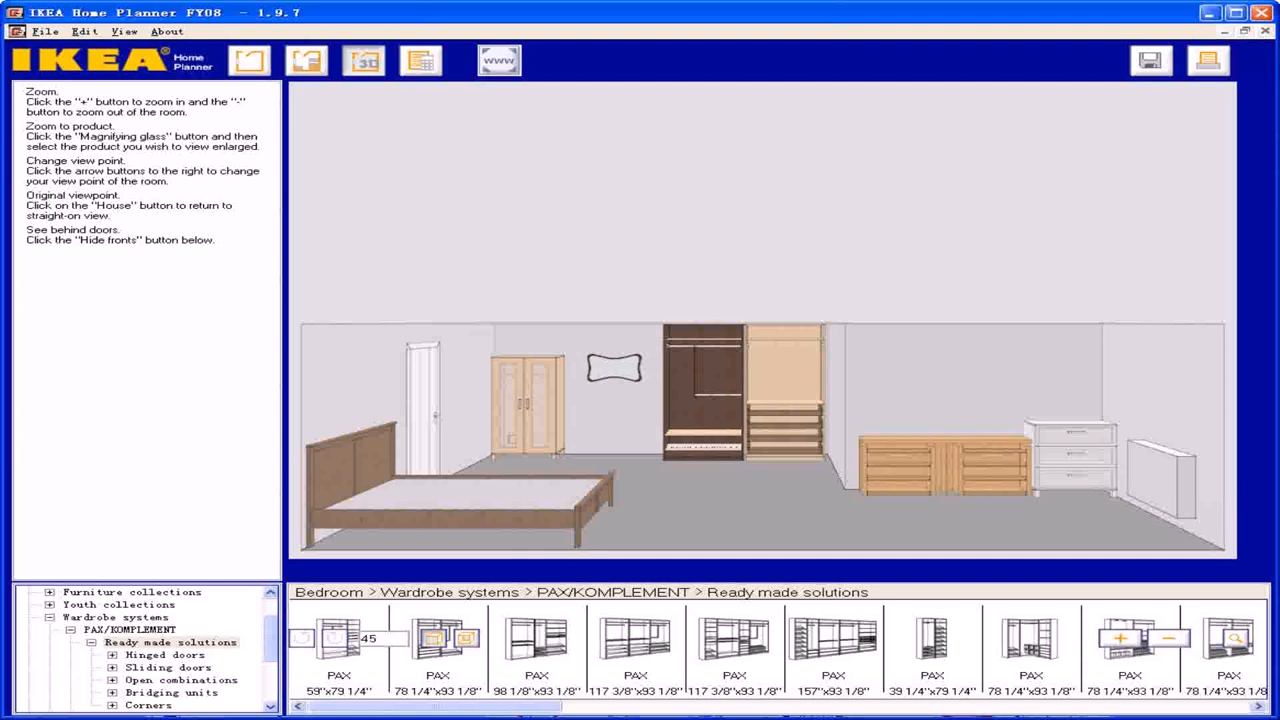 IKEA Home Planner FY08 - 1.9.7
File Edit View About
IKEA® Home Planner
3D
WWW
Zoom.
Click the "+" button to zoom in and the "-"
button to zoom out of the room.
Zoom to product.
Click the "Magnifying glass" button and then
select the product you wish to view enlarged.
Change view point.
Click the arrow buttons to the right to change
your view point of the room.
Original viewpoint.
Click on the "House" button to return to
straight-on view.
See behind doors.
Click the "Hide fronts" button below.
Furniture collections
Youth collections
Wardrobe systems
PAX/KOMPLEMENT
Ready made solutions
Hinged doors
Sliding doors
Open combinations
Bridging units
Corners
Bedroom > Wardrobe systems > PAX/KOMPLEMENT > Ready made solutions
45
PAX PAX PAX PAX PAX PAX PAX PAX PAX PAX
59"x79 1/4" 78 1/4"x93 1/8" 98 1/8"x93 1/8" 117 3/8"x93 1/8" 117 3/8"x93 1/8" 157"x93 1/8" 39 1/4"x79 1/4" 78 1/4"x93 1/8" 78 1/4"x93 1/8" 78 1/4"x93 1/8